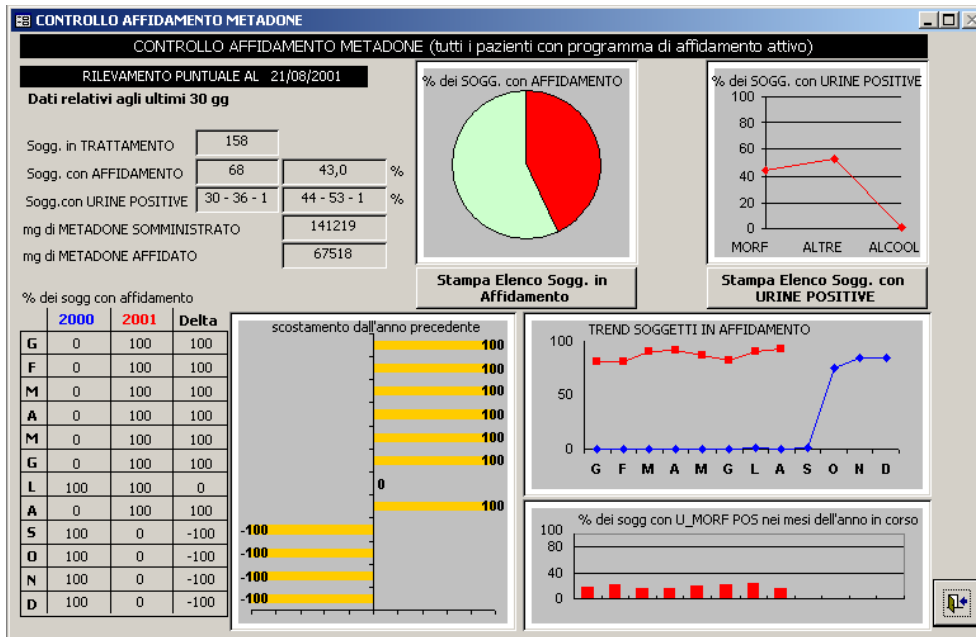 CONTROLLO AFFIDAMENTO METADONE
CONTROLLO AFFIDAMENTO METADONE (tutti i pazienti con programma di affidamento attivo)
RILEVAMENTO PUNTUALE AL 21/08/2001
Dati relativi agli ultimi 30 gg
Sogg. in TRATTAMENTO 158
Sogg. con AFFIDAMENTO 68 43,0 %
Sogg.con URINE POSITIVE 30 - 36 - 1 44 - 53 - 1 %
mg di METADONE SOMMINISTRATO 141219
mg di METADONE AFFIDATO 67518
% dei SOGG. con AFFIDAMENTO
Stampa Elenco Sogg. in
Affidamento
% dei SOGG. con URINE POSITIVE
100
80
60
40
20
0
MORF ALTRE ALCOOL
Stampa Elenco Sogg. con
URINE POSITIVE
% dei sogg con affidamento
2000 2001 Delta
G 0 100 100
F 0 100 100
M 0 100 100
A 0 100 100
M 0 100 100
G 0 100 100
L 100 100 0
A 0 100 100
S 100 0 -100
O 100 0 -100
N 100 0 -100
D 100 0 -100
scostamento dall'anno precedente
100
100
100
100
100
100
0
100
-100
-100
-100
-100
TREND SOGGETTI IN AFFIDAMENTO
100
50
0
G F M A M G L A S O N D
% dei sogg con U_MORF POS nei mesi dell'anno in corso
100
80
40
0